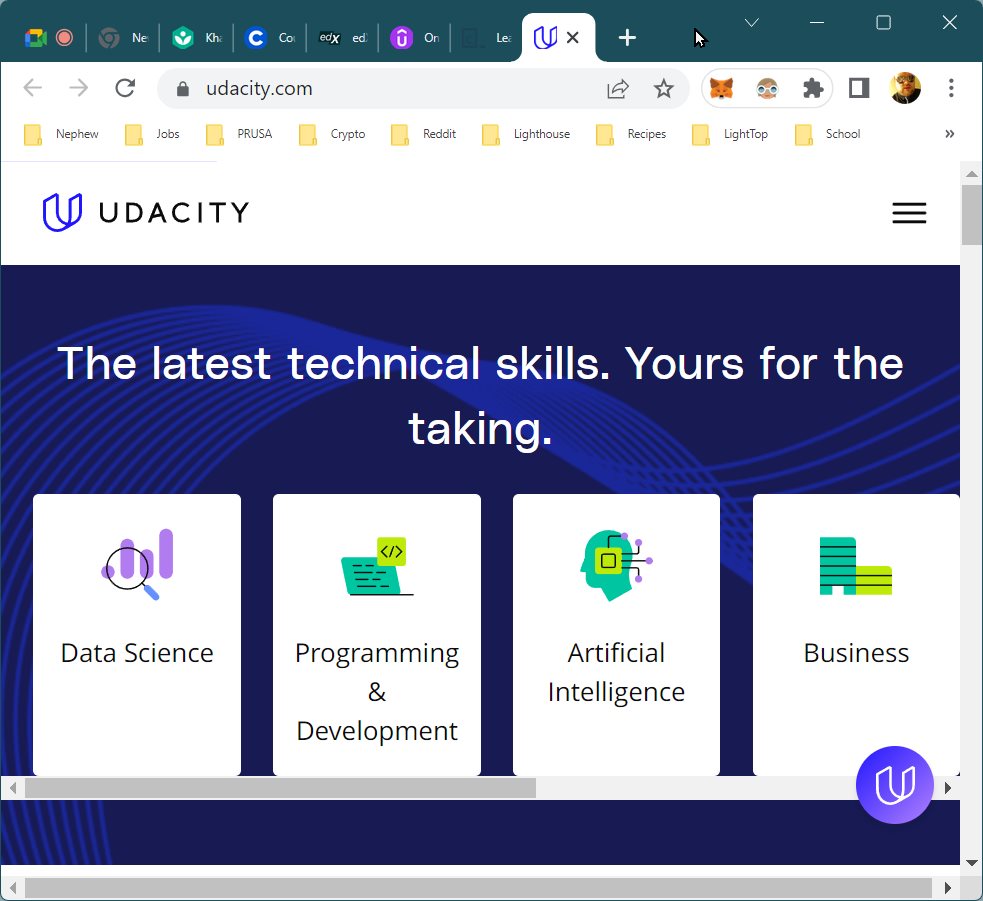 Ne
Kha
Co
edX
ed
On
Lea
udacity.com
Nephew
Jobs
PRUSA
Crypto
Reddit
Lighthouse
Recipes
LightTop
School
»
UDACITY
The latest technical skills. Yours for the
taking.
Data Science
</>
Programming
&
Development
Artificial
Intelligence
Business